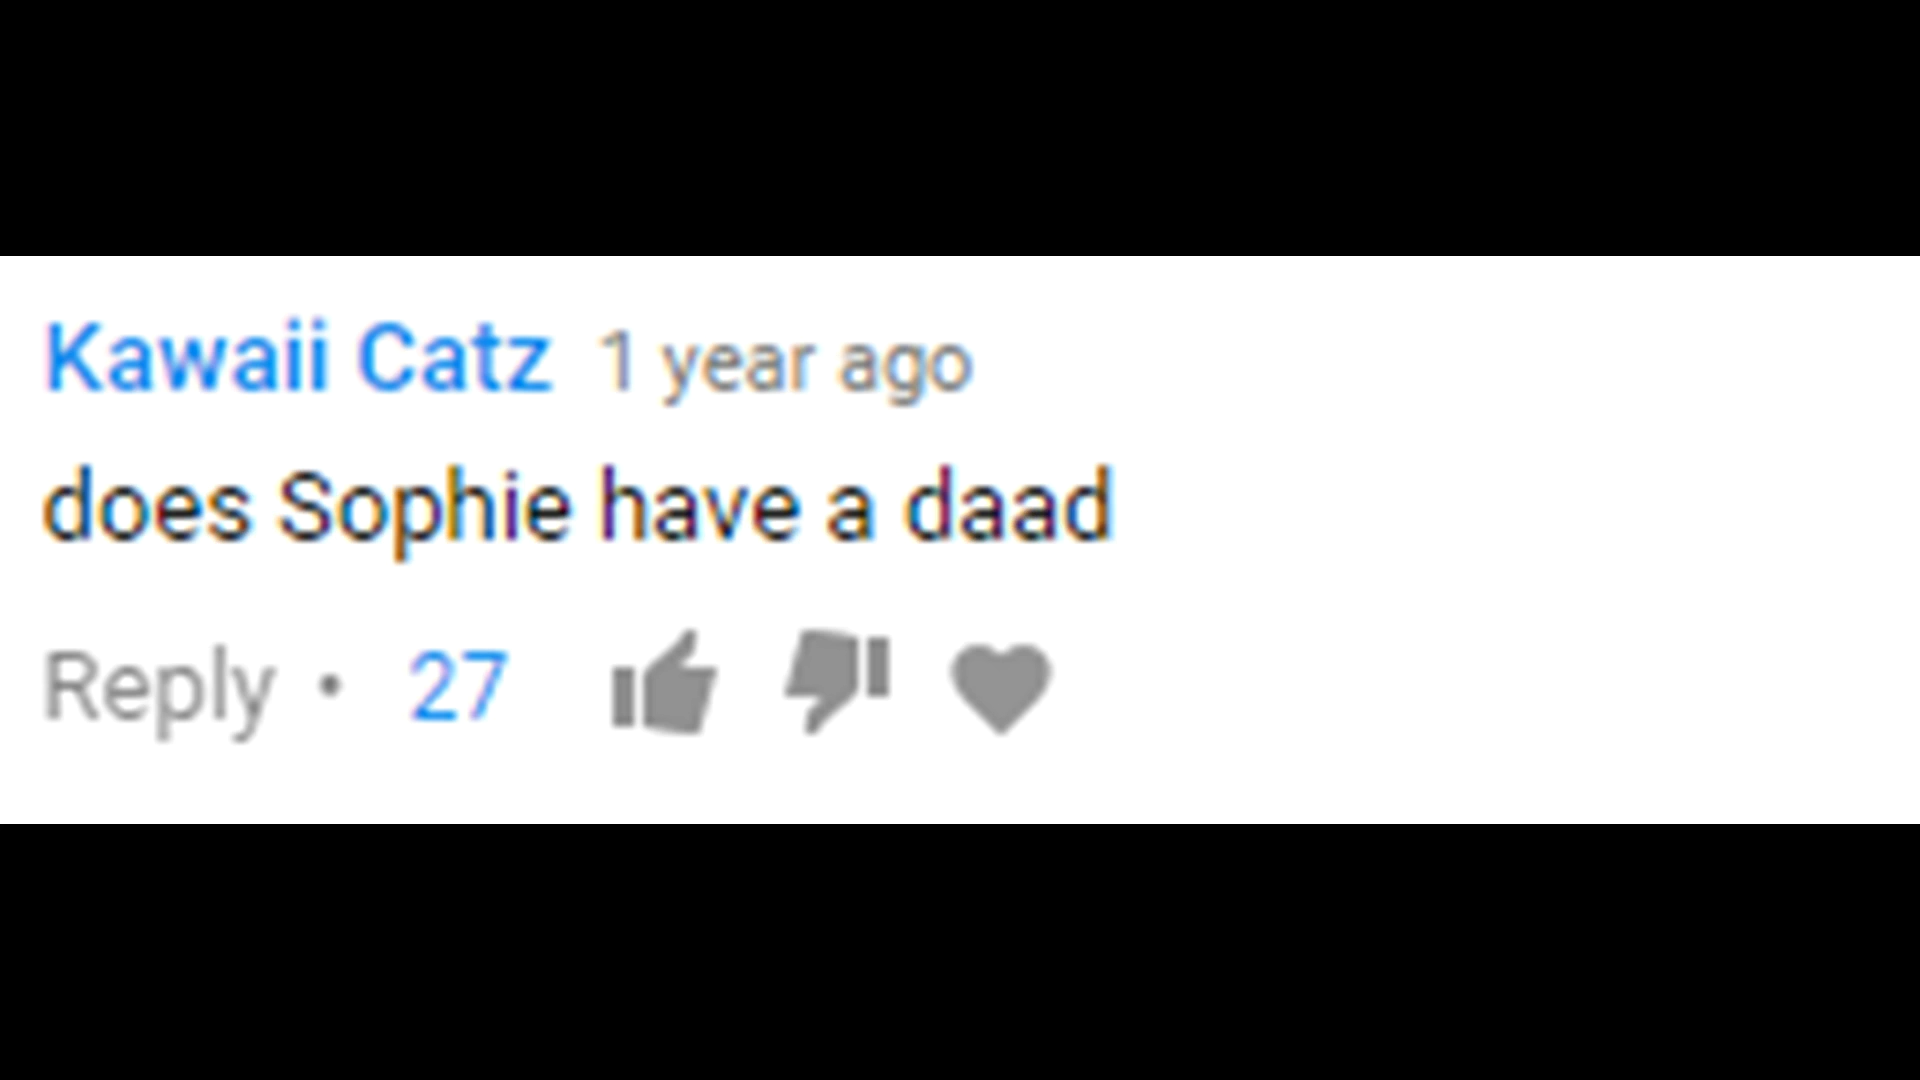 Kawaii Catz 1 year ago
does Sophie have a daad
Reply • 27